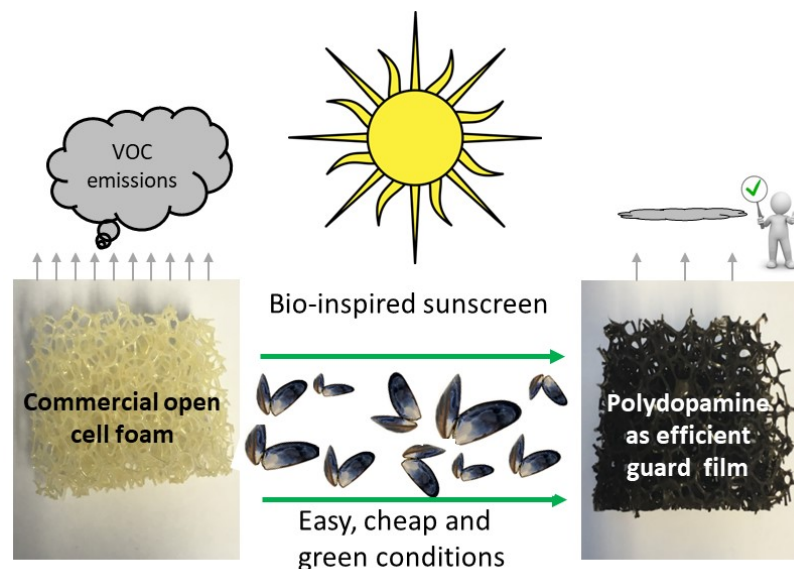 VOC
emissions
Bio-inspired sunscreen
Commercial open
cell foam
Polydopamine
as efficient
guard film
Easy, cheap and
green conditions